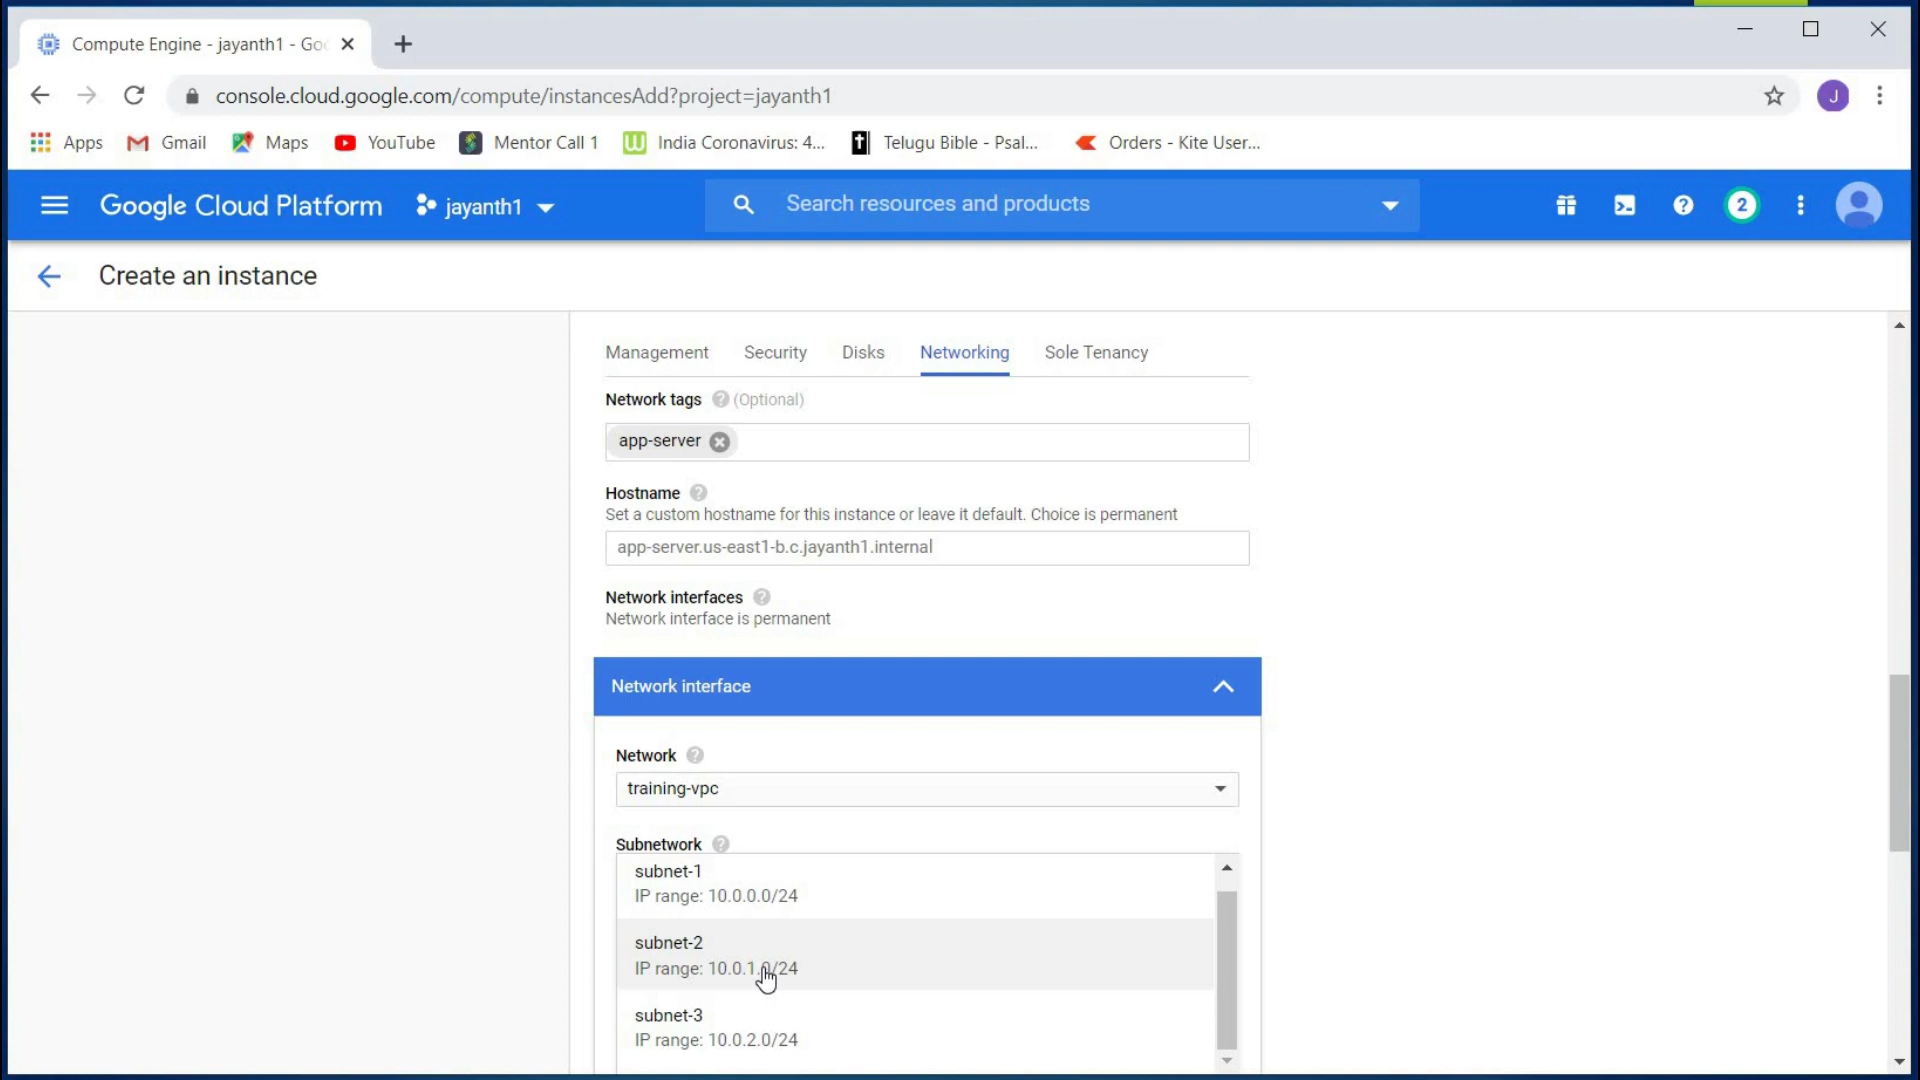 Compute Engine - jayanth1 - Goo
console.cloud.google.com/compute/instancesAdd?project=jayanth1
J
Apps
Gmail
Maps
YouTube
Mentor Call 1
India Coronavirus: 4...
Telugu Bible - Psal...
Orders - Kite User...
Google Cloud Platform
jayanth1
Search resources and products
2
Create an instance
Management
Security
Disks
Networking
Sole Tenancy
Network tags (Optional)
app-server
Hostname
Set a custom hostname for this instance or leave it default. Choice is permanent
app-server.us-east1-b.c.jayanth1.internal
Network interfaces
Network interface is permanent
Network interface
Network
training-vpc
Subnetwork
subnet-1
IP range: 10.0.0.0/24
subnet-2
IP range: 10.0.1.0/24
subnet-3
IP range: 10.0.2.0/24